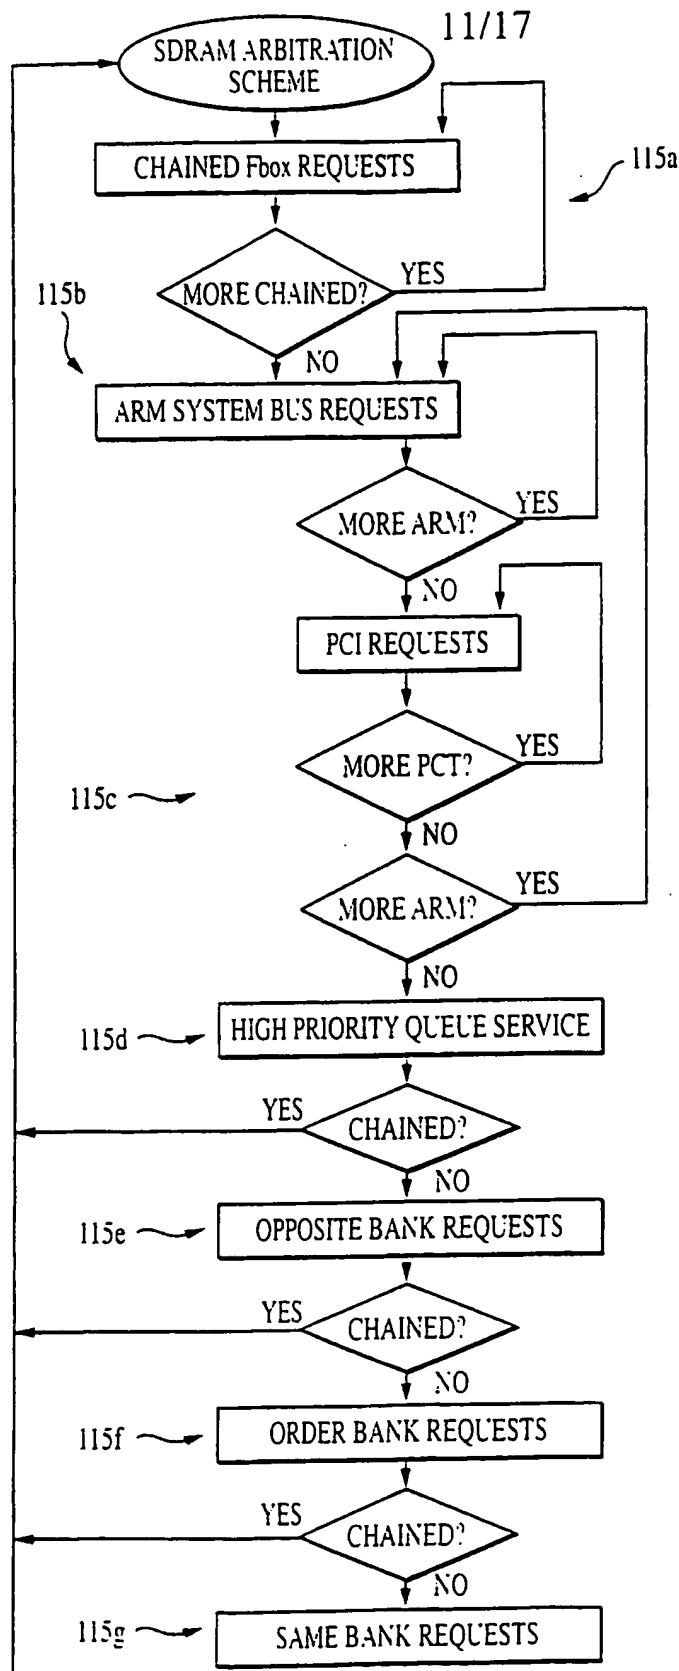 11/17
SDRAM ARBITRATION
SCHEME
CHAINED Fbox REQUESTS
115a
MORE CHAINED?
YES
115b
NO
ARM SYSTEM BUS REQUESTS
MORE ARM?
YES
NO
PCI REQUESTS
MORE PCT?
YES
115c
NO
MORE ARM?
YES
NO
115d
HIGH PRIORITY QUEUE SERVICE
YES
CHAINED?
NO
115e
OPPOSITE BANK REQUESTS
YES
CHAINED?
NO
115f
ORDER BANK REQUESTS
YES
CHAINED?
NO
115g
SAME BANK REQUESTS